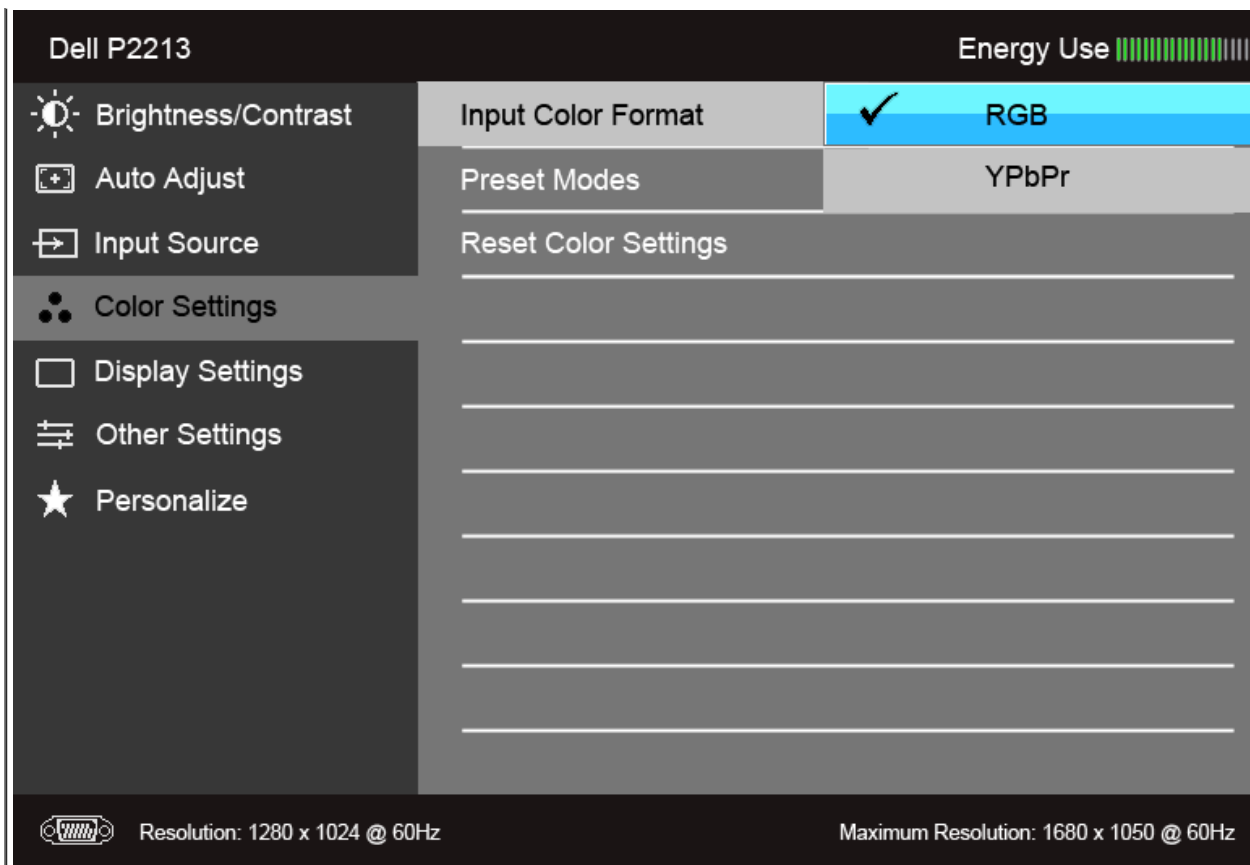 Dell P2213
Energy Use
Brightness/Contrast
Auto Adjust
Input Source
Color Settings
Display Settings
Other Settings
Personalize
Input Color Format
RGB
Preset Modes
YPbPr
Reset Color Settings
Resolution: 1280 x 1024 @ 60Hz
Maximum Resolution: 1680 x 1050 @ 60Hz